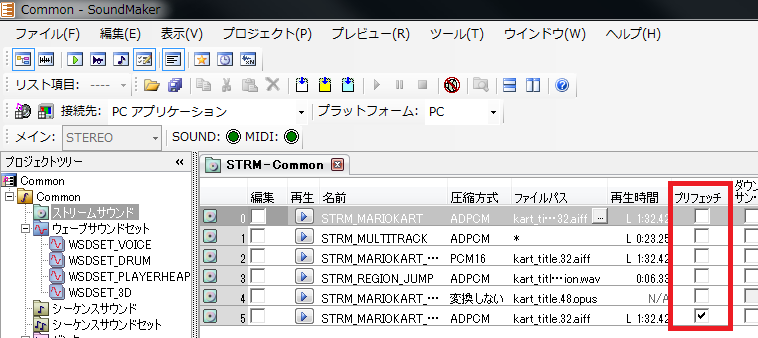 Common - SoundMaker
ファイル(F) 編集(E) 表示(V) プロジェクト(P) プレビュー(R) ツール(T) ウインドウ(W) ヘルプ(H)
リスト項目: ----
接続先: PC アプリケーション プラットフォーム: PC
メイン: STEREO SOUND: MIDI:
プロジェクトツリー
STRM-Common
Common
Common
ストリームサウンド
ウェーブサウンドセット
WSDSET_VOICE
WSDSET_DRUM
WSDSET_PLAYERHEAP
WSDSET_3D
シーケンスサウンド
シーケンスサウンドセット
編集 再生 名前 圧縮方式 ファイルパス 再生時間 プリフェッチ ダウン サン・
0 STRM_MARIOKART ADPCM kart_ti…32.aiff ... L 1:32.42
1 STRM_MULTITRACK ADPCM * L 0:23.25
2 STRM_MARIOKART_… PCM16 kart_title.32.aiff L 1:32.42
3 STRM_REGION_JUMP ADPCM kart_titl…ion.wav 0:06.33
4 STRM_MARIOKART_… 変換しない kart_title.48.opus N/A
5 STRM_MARIOKART_… ADPCM kart_title.32.aiff L 1:32.42